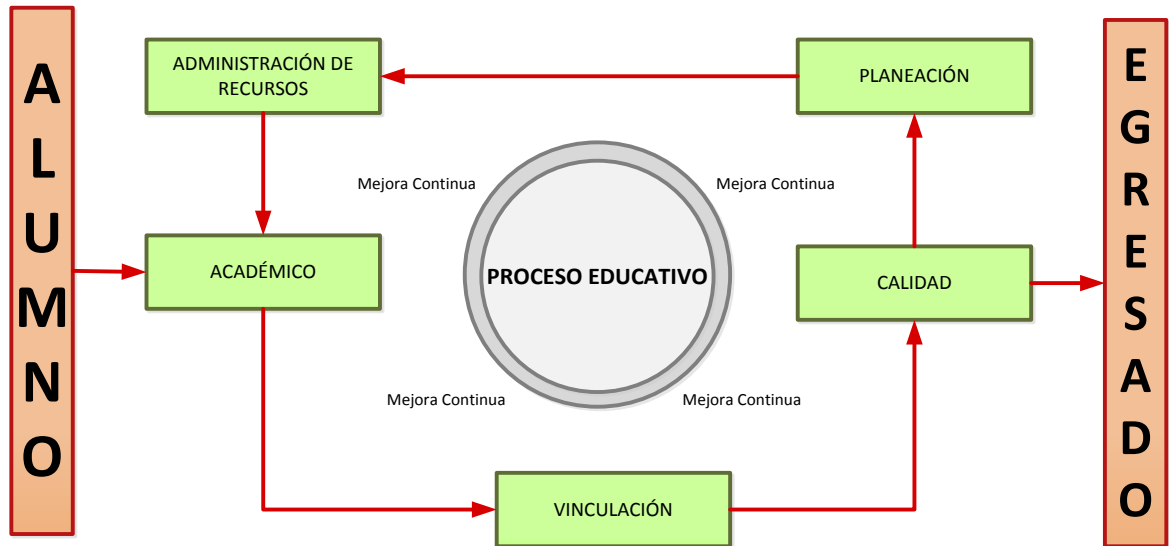 ALUMNO
ADMINISTRACIÓN DE
RECURSOS
PLANEACIÓN
EGRESADO
Mejora Continua
Mejora Continua
ACADÉMICO
PROCESO EDUCATIVO
CALIDAD
Mejora Continua
Mejora Continua
VINCULACIÓN